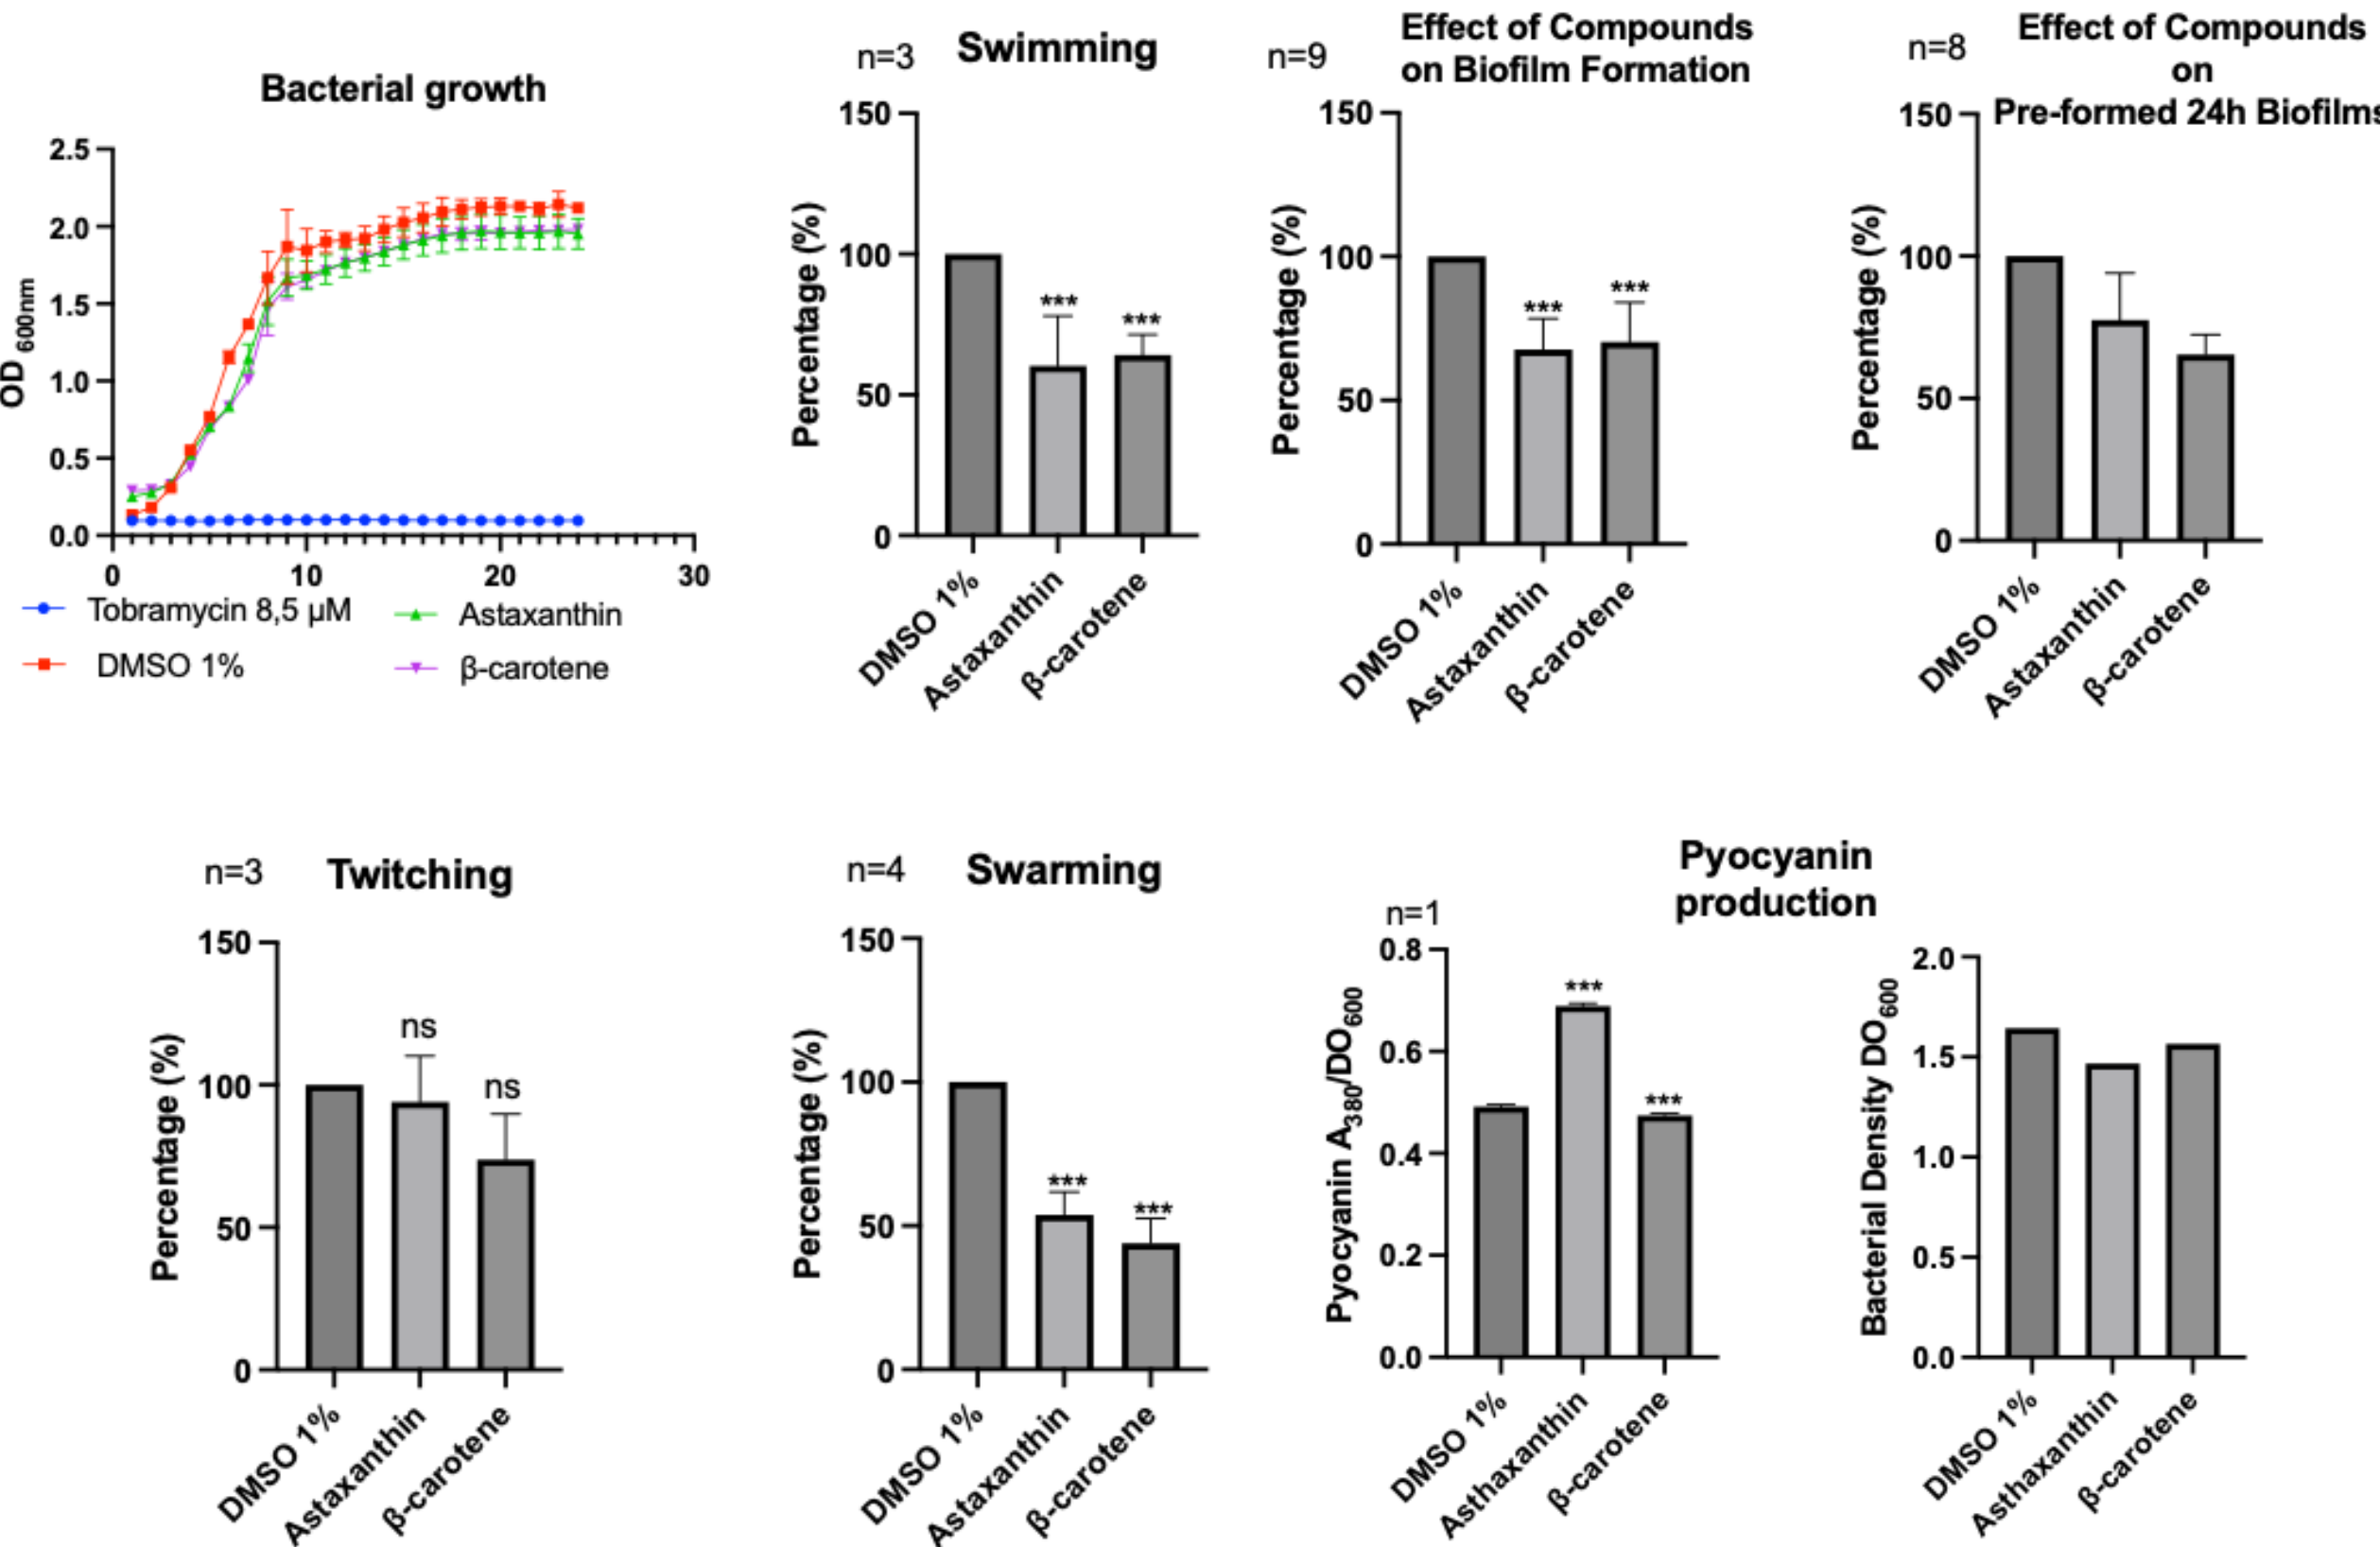 Bacterial growth
OD 600nm
2.5
2.0
1.5
1.0
0.5
0.0
0 10 20 30
Tobramycin 8,5 µM
DMSO 1%
Astaxanthin
β-carotene
n=3 Swimming
Percentage (%)
150
100
50
0
DMSO 1%
Astaxanthin
β-carotene
n=9
Effect of Compounds
on Biofilm Formation
Percentage (%)
150
100
50
0
***
***
DMSO 1%
Astaxanthin
β-carotene
n=8
Effect of Compounds
on
Pre-formed 24h Biofilms
Percentage (%)
150
100
50
0
DMSO 1%
Astaxanthin
β-carotene
n=3 Twitching
Percentage (%)
150
100
50
0
ns
ns
DMSO 1%
Astaxanthin
β-carotene
n=4 Swarming
Percentage (%)
150
100
50
0
***
***
DMSO 1%
Astaxanthin
β-carotene
Pyocyanin
production
n=1
Pyocyanin A380/DO600
0.8
0.6
0.4
0.2
0.0
***
***
DMSO 1%
Asthaxanthin
β-carotene
Bacterial Density DO600
2.0
1.5
1.0
0.5
0.0
DMSO 1%
Asthaxanthin
β-carotene